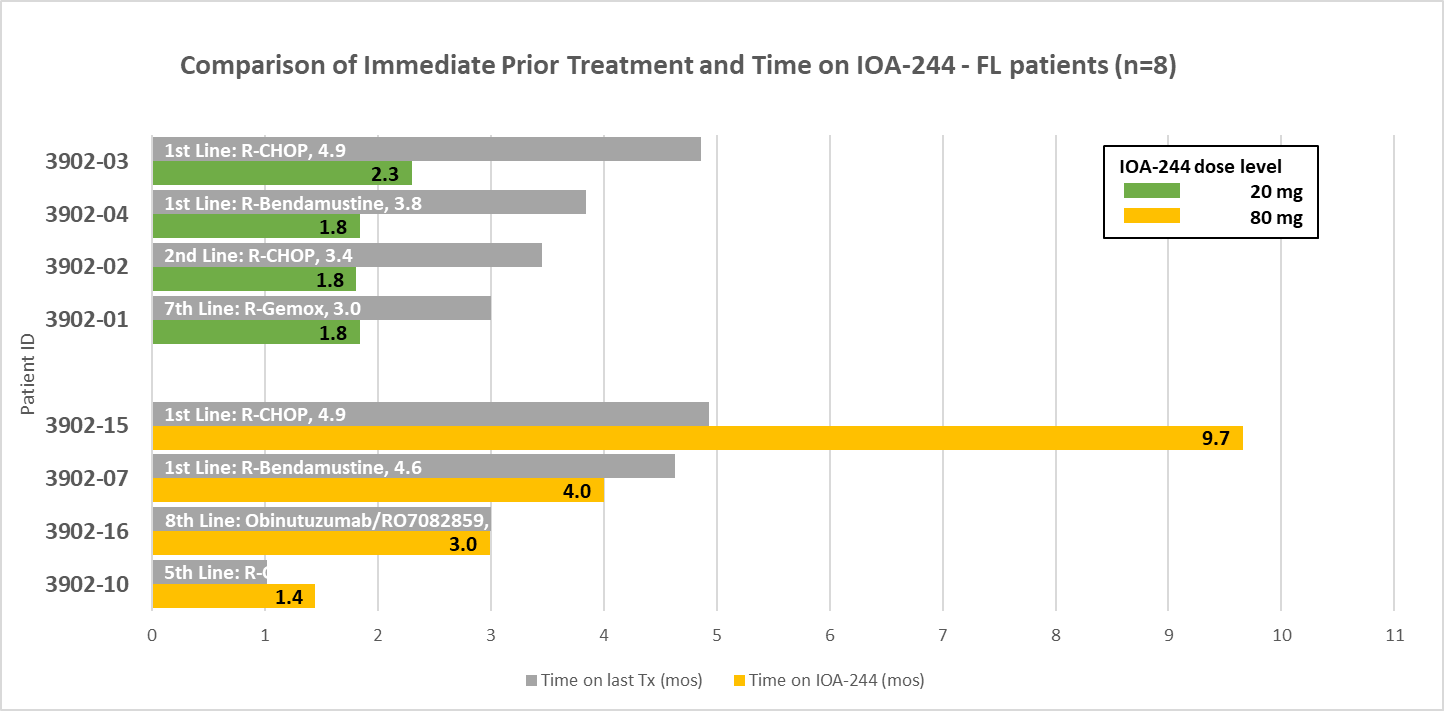 Comparison of Immediate Prior Treatment and Time on IOA-244 - FL patients (n=8)
IOA-244 dose level
20 mg
80 mg
Patient ID
3902-03
1st Line: R-CHOP, 4.9
2.3
3902-04
1st Line: R-Bendamustine, 3.8
1.8
3902-02
2nd Line: R-CHOP, 3.4
1.8
3902-01
7th Line: R-Gemox, 3.0
1.8
3902-15
1st Line: R-CHOP, 4.9
9.7
3902-07
1st Line: R-Bendamustine, 4.6
4.0
3902-16
8th Line: Obinutuzumab/RO7082859,
3.0
3902-10
5th Line:
1.4
0 1 2 3 4 5 6 7 8 9 10 11
Time on last Tx (mos) Time on IOA-244 (mos)